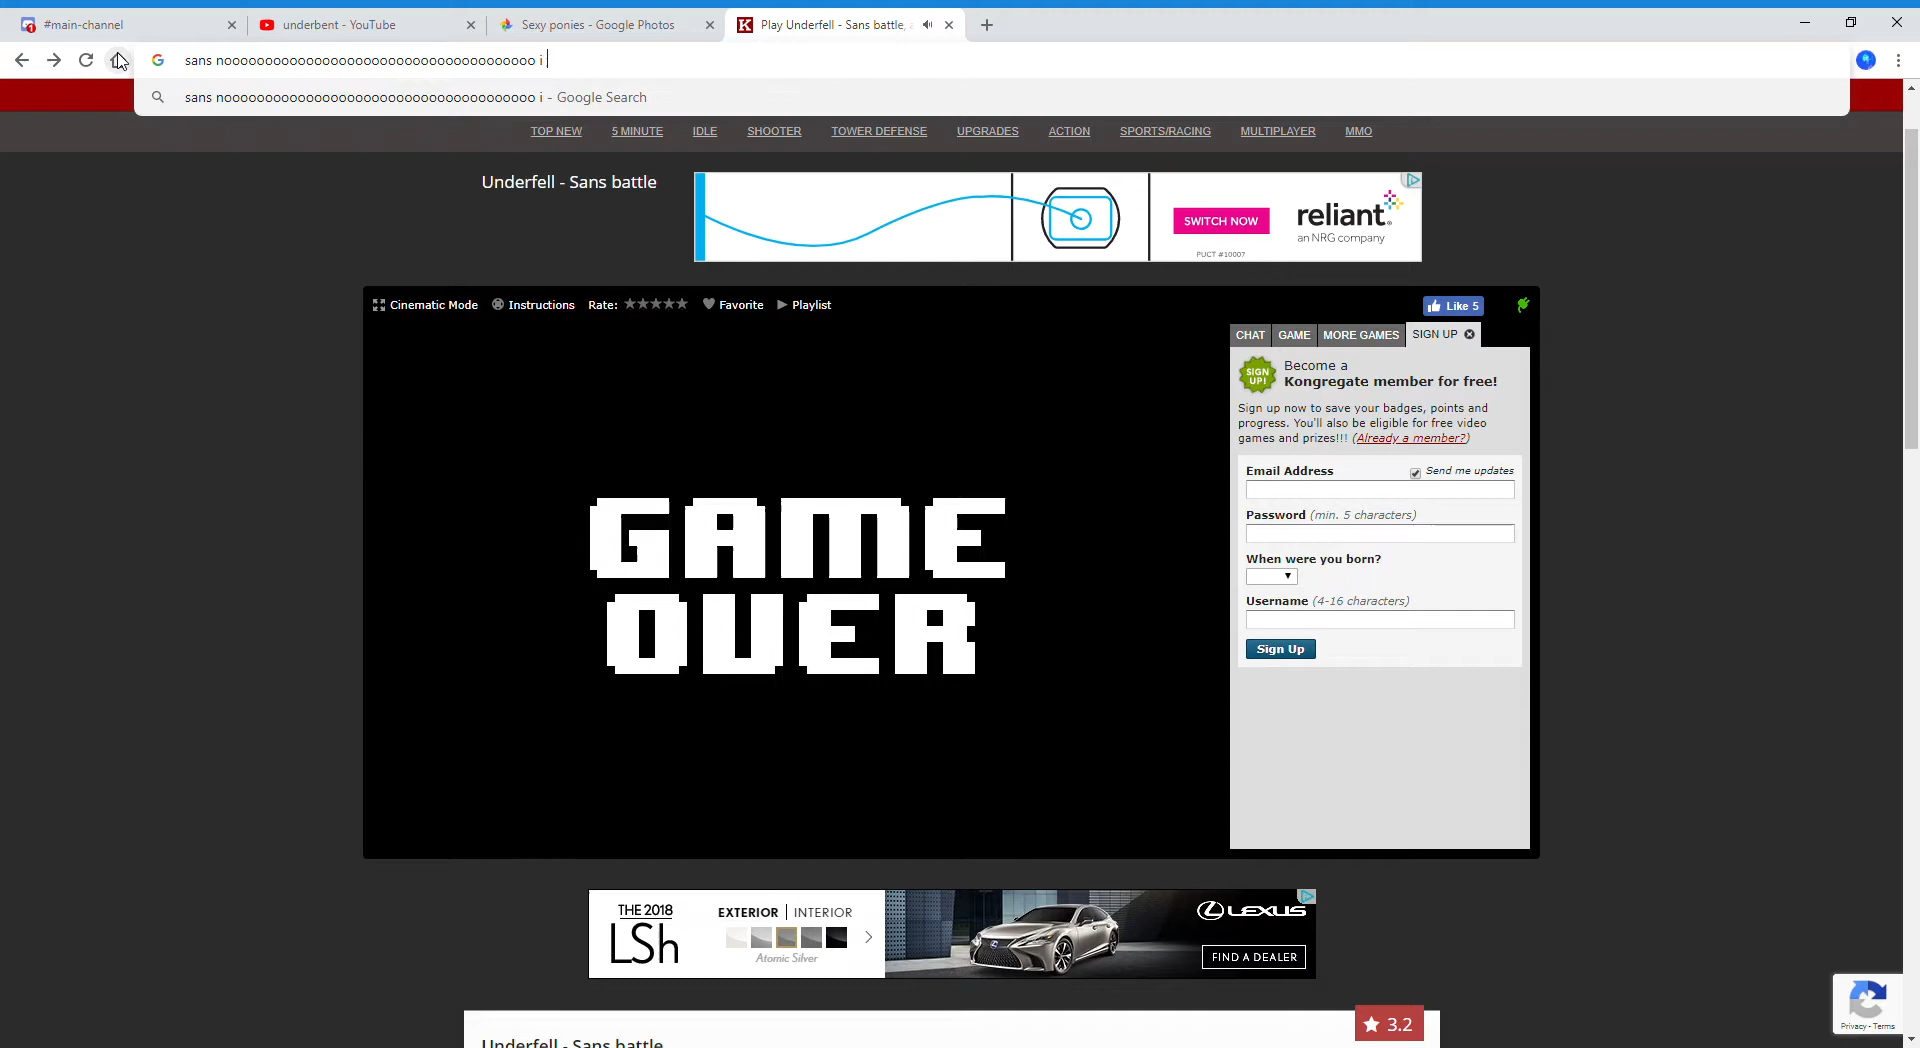 #main-channel
underbent - YouTube
Sexy ponies - Google Photos
Play Underfell - Sans battle,
sans noooooooooooooooooooooooooooooooooooooo i
sans noooooooooooooooooooooooooooooooooooooo i - Google Search
TOP NEW 5 MINUTE IDLE SHOOTER TOWER DEFENSE UPGRADES ACTION SPORTS/RACING MULTIPLAYER MMO
Underfell - Sans battle
SWITCH NOW
reliant
an NRG company
PUCT #10007
Cinematic Mode Instructions Rate: Favorite Playlist
Like 5
CHAT GAME MORE GAMES SIGN UP
SIGN UP!
Become a
Kongregate member for free!
Sign up now to save your badges, points and
progress. You'll also be eligible for free video
games and prizes!!! (Already a member?)
Email Address Send me updates
Password (min. 5 characters)
When were you born?
Username (4-16 characters)
Sign Up
GAME
OVER
THE 2018
LSh
EXTERIOR | INTERIOR
Atomic Silver
LEXUS
FIND A DEALER
3.2
Underfell - Sans battle
Privacy - Terms